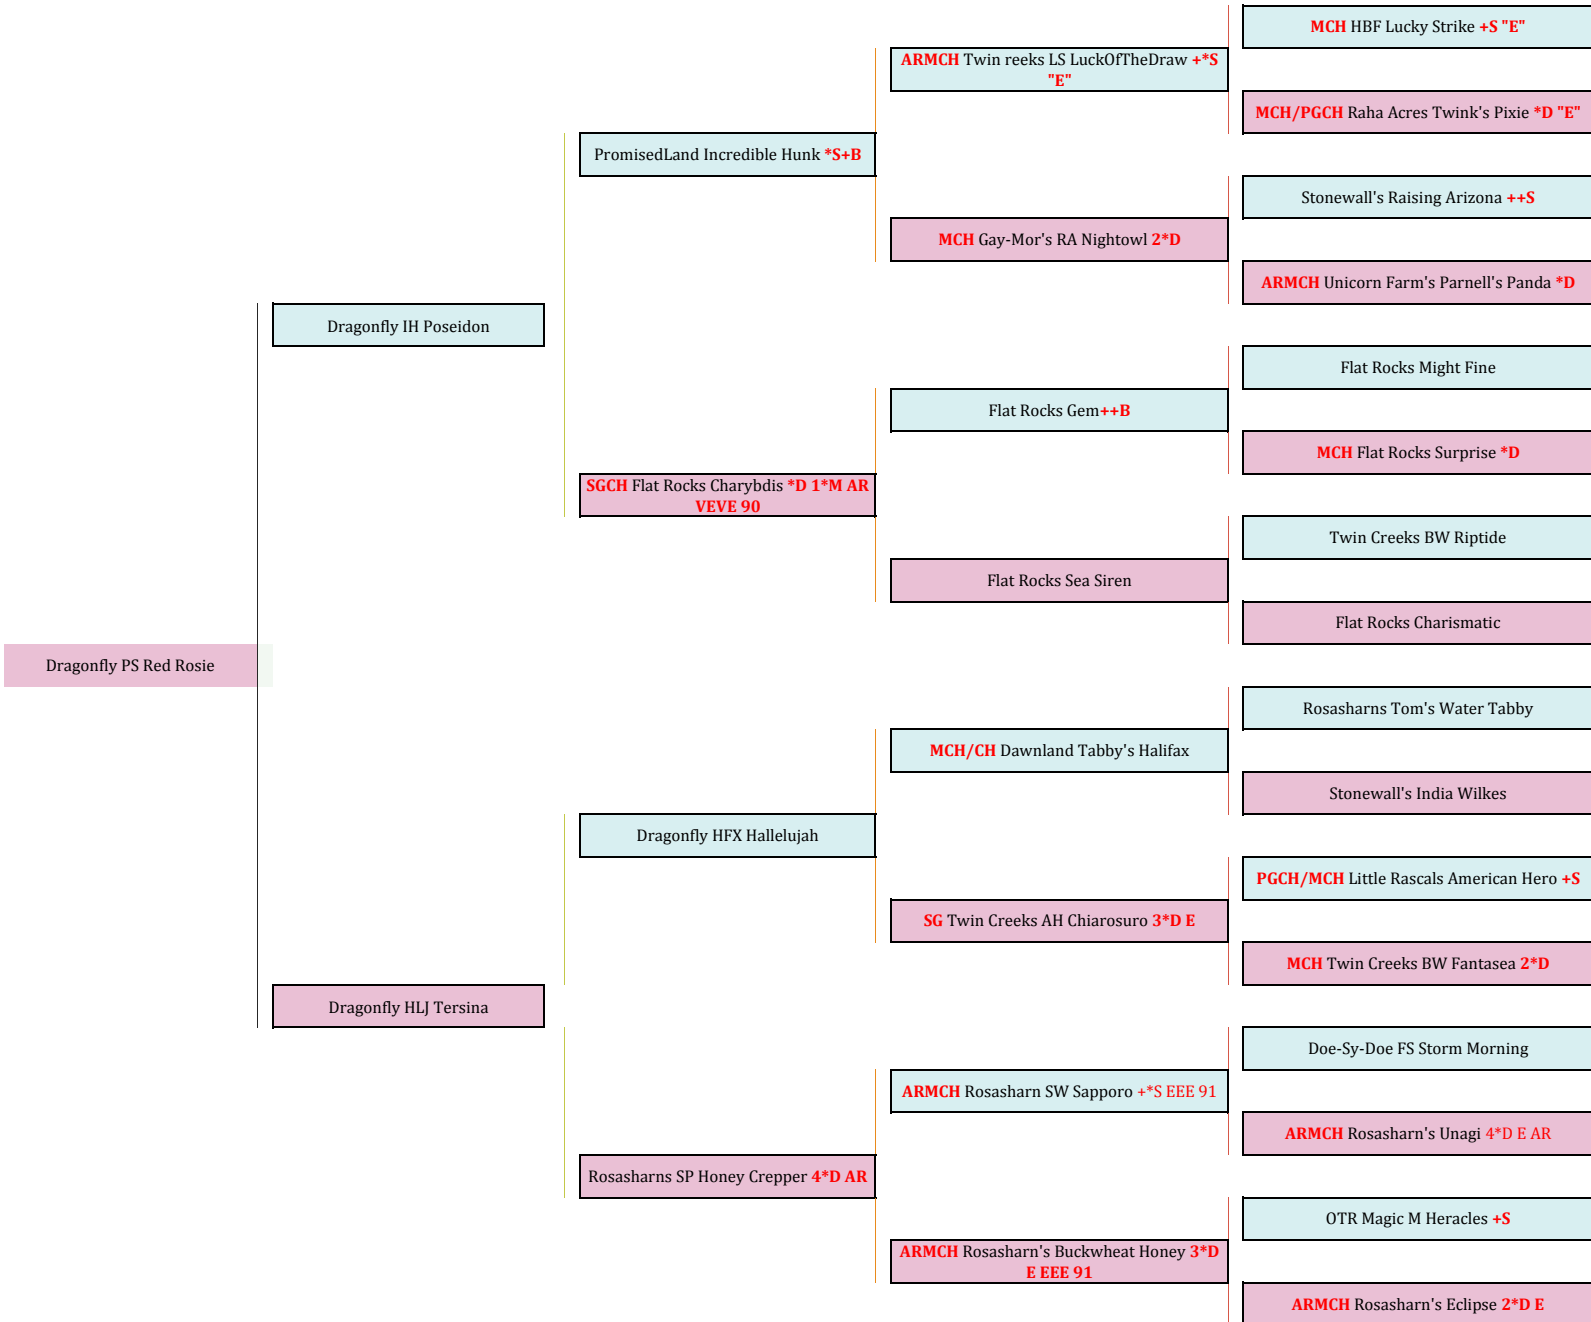 MCH HBF Lucky Strike +S "E"
ARMCH Twin reeks LS LuckOfTheDraw +*S
"E"
MCH/PGCH Raha Acres Twink's Pixie *D "E"
PromisedLand Incredible Hunk *S+B
Stonewall's Raising Arizona ++S
MCH Gay-Mor's RA Nightowl 2*D
ARMCH Unicorn Farm's Parnell's Panda *D
Dragonfly IH Poseidon
Flat Rocks Might Fine
Flat Rocks Gem++B
MCH Flat Rocks Surprise *D
SGCH Flat Rocks Charybdis *D 1*M AR
VEVE 90
Twin Creeks BW Riptide
Flat Rocks Sea Siren
Flat Rocks Charismatic
Dragonfly PS Red Rosie
Rosasharns Tom's Water Tabby
MCH/CH Dawnland Tabby's Halifax
Stonewall's India Wilkes
Dragonfly HFX Hallelujah
PGCH/MCH Little Rascals American Hero +S
SG Twin Creeks AH Chiarosuro 3*D E
MCH Twin Creeks BW Fantasea 2*D
Dragonfly HLJ Tersina
Doe-Sy-Doe FS Storm Morning
ARMCH Rosasharn SW Sapporo +*S EEE 91
ARMCH Rosasharn's Unagi 4*D E AR
Rosasharns SP Honey Crepper 4*D AR
OTR Magic M Heracles +S
ARMCH Rosasharn's Buckwheat Honey 3*D
E EEE 91
ARMCH Rosasharn's Eclipse 2*D E